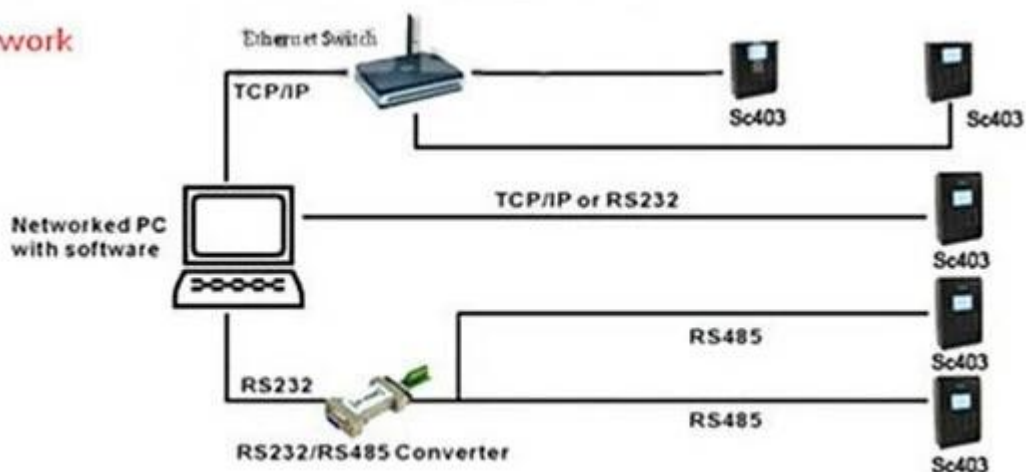 work
Ethernet Switch
TCP/IP
Sc403
Sc403
TCP/IP or RS232
Networked PC
with software
Sc403
RS485
Sc403
RS232
RS485
RS232/RS485 Converter
Sc403